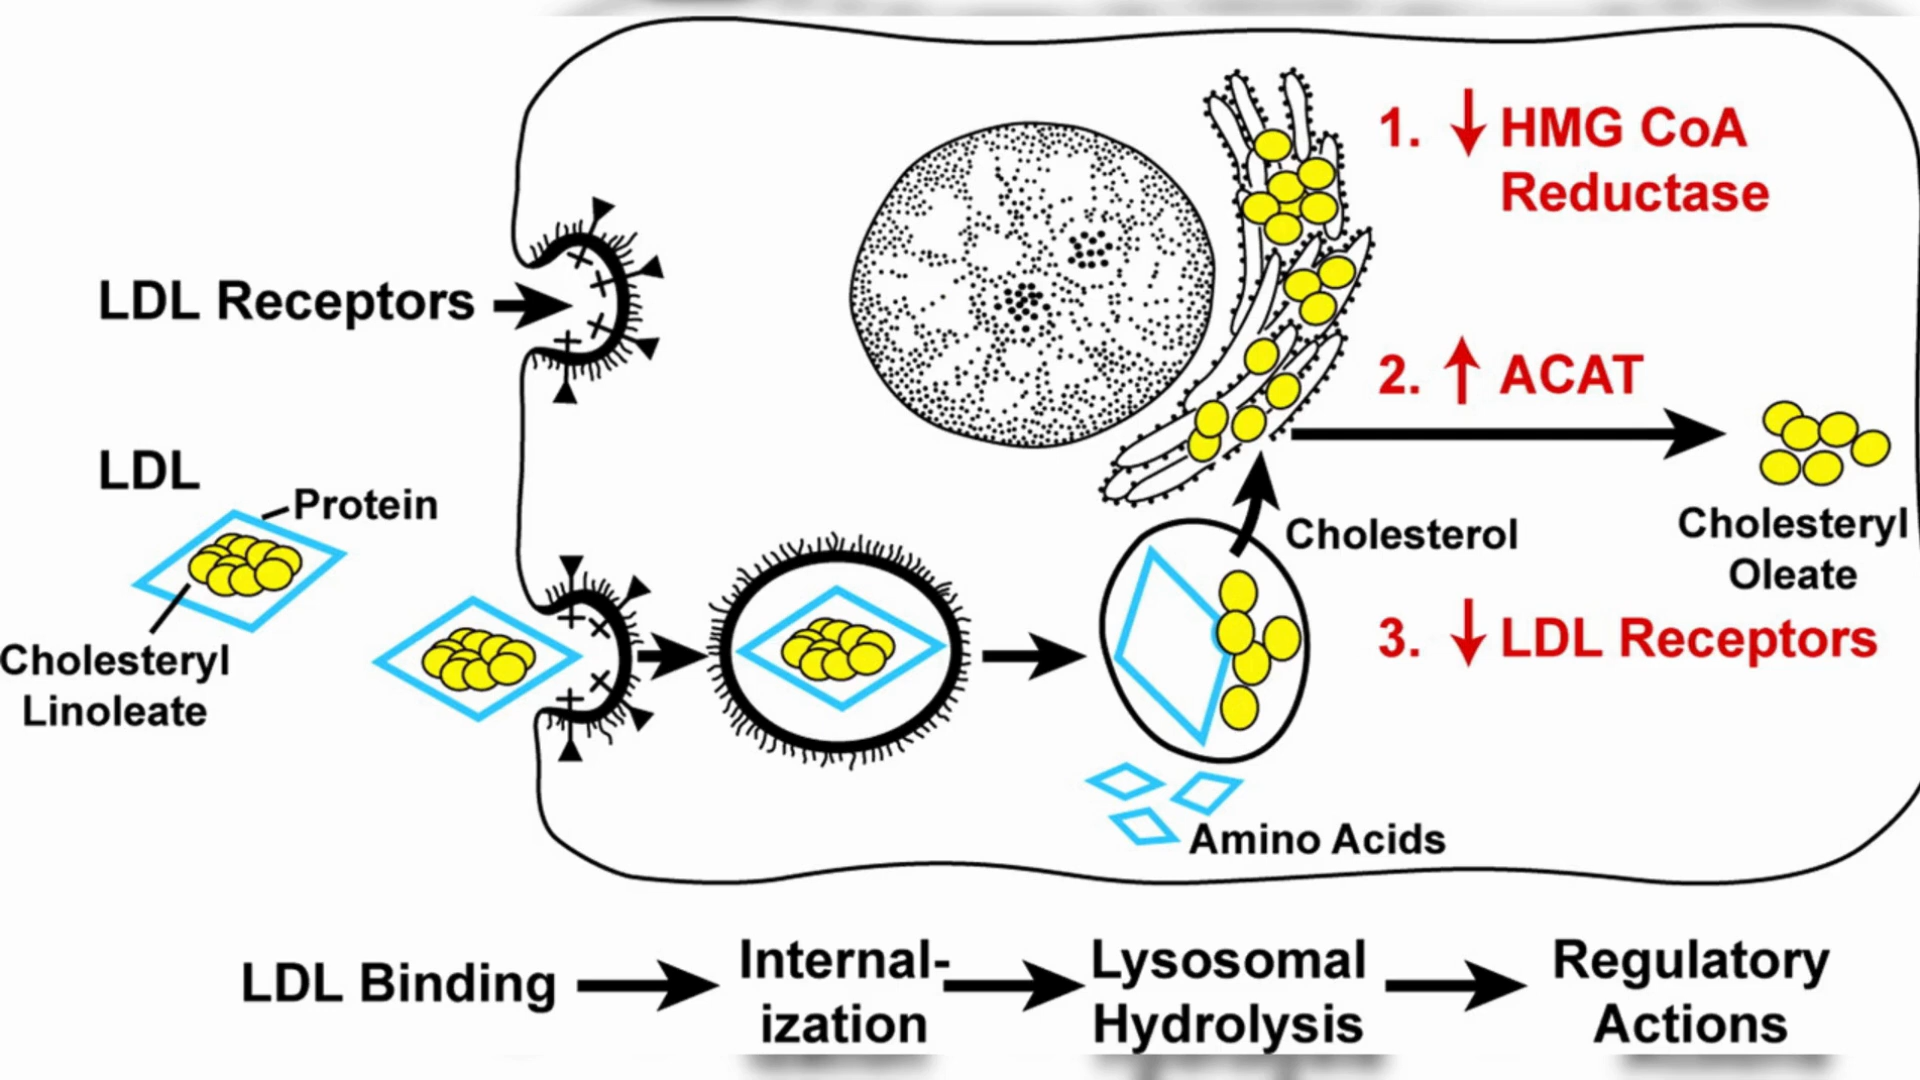 1. ↓ HMG CoA
Reductase
LDL Receptors
2. ↑ ACAT
LDL
Protein
Cholesteryl
Linoleate
Cholesterol
Cholesteryl
Oleate
3. ↓ LDL Receptors
Amino Acids
LDL Binding
Internal-
ization
Lysosomal
Hydrolysis
Regulatory
Actions